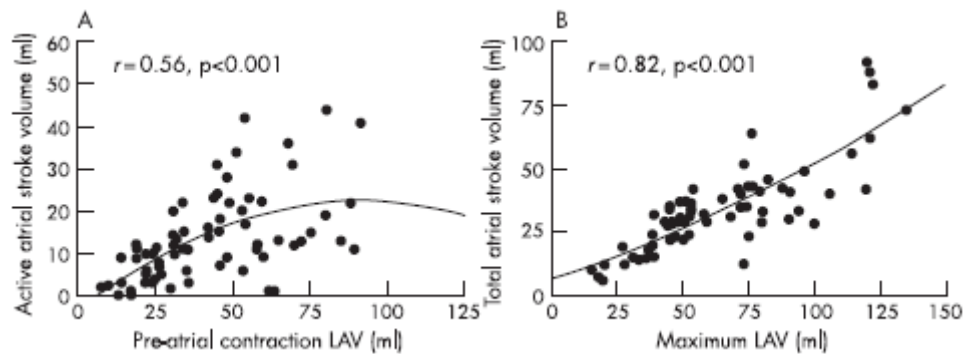 A
r=0.56, p<0.001
Active atrial stroke volume (ml)
60
50
40
30
20
10
0
0 25 50 75 100 125
Pre-atrial contraction LAV (ml)
B
r=0.82, p<0.001
Total atrial stroke volume (ml)
100
75
50
25
0
0 25 50 75 100 125 150
Maximum LAV (ml)